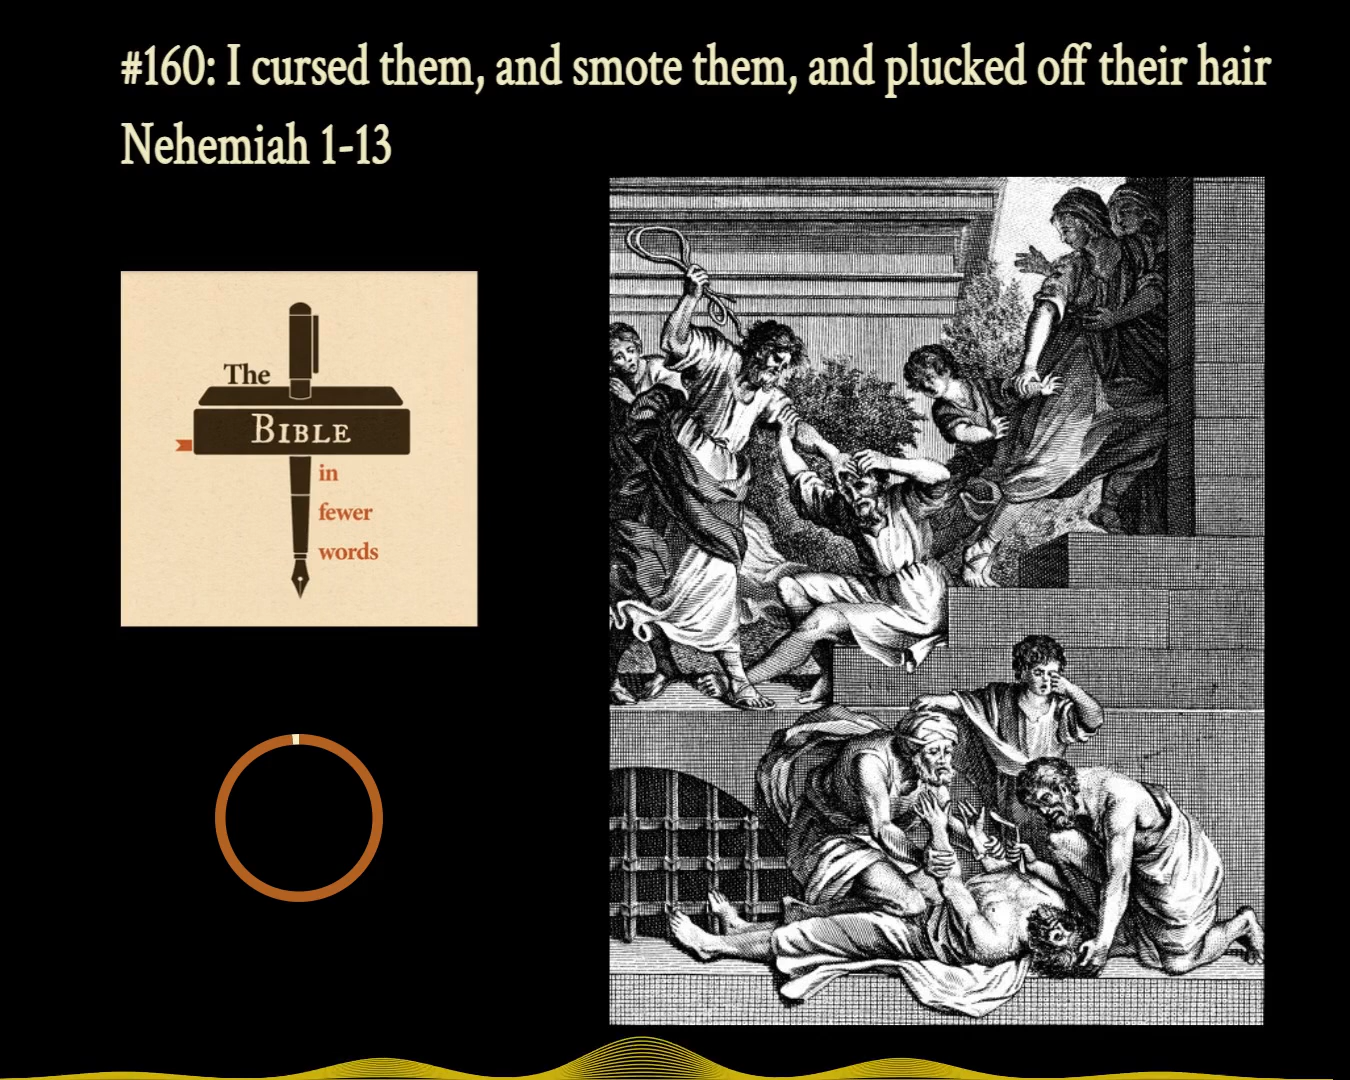 #160: I cursed them, and smote them, and plucked off their hair
Nehemiah 1-13
The
BIBLE
in
fewer
words